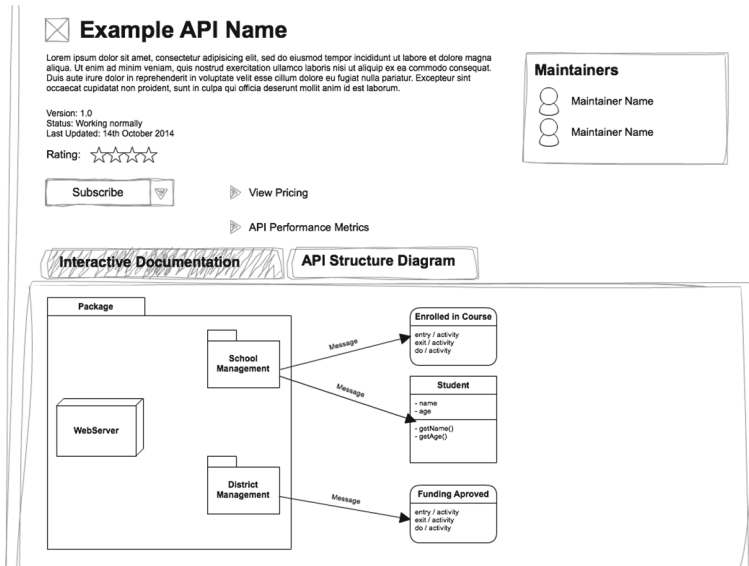 Example API Name
Lorem ipsum dolor sit amet, consectetur adipisicing elit, sed do eiusmod tempor incididunt ut labore et dolore magna
aliqua. Ut enim ad minim veniam, quis nostrud exercitation ullamco laboris nisi ut aliquip ex ea commodo consequat.
Duis aute irure dolor in reprehenderit in voluptate velit esse cillum dolore eu fugiat nulla pariatur. Excepteur sint
occaecat cupidatat non proident, sunt in culpa qui officia deserunt mollit anim id est laborum.
Maintainers
Maintainer Name
Maintainer Name
Version: 1.0
Status: Working normally
Last Updated: 14th October 2014
Rating:
Subscribe
View Pricing
API Performance Metrics
Interactive Documentation
API Structure Diagram
Package
School
Management
WebServer
District
Management
Message
Message
Message
Enrolled in Course
entry / activity
exit / activity
do / activity
Student
- name
- age
- getName()
- getAge()
Funding Aproved
entry / activity
exit / activity
do / activity